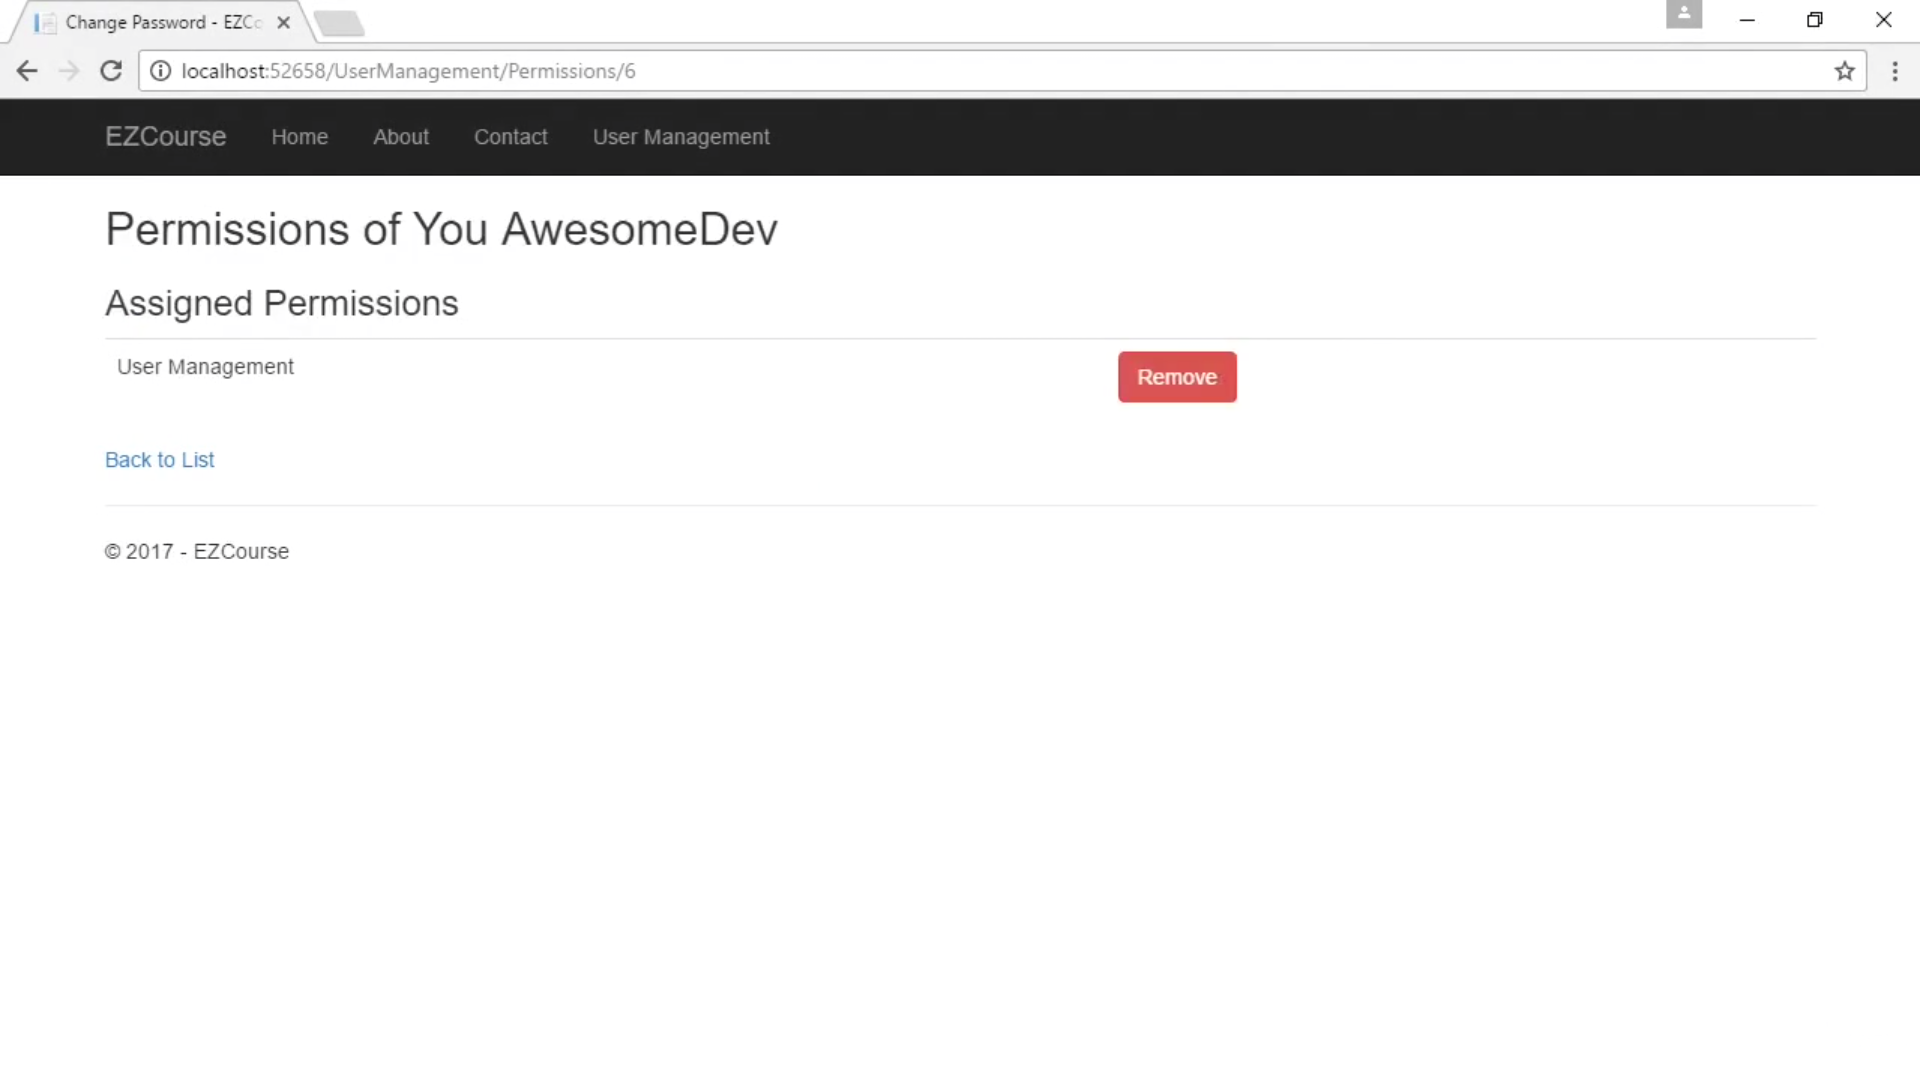 Change Password - EZCo
localhost:52658/UserManagement/Permissions/6
EZCourse Home About Contact User Management
Permissions of You AwesomeDev
Assigned Permissions
User Management Remove
Back to List
© 2017 - EZCourse